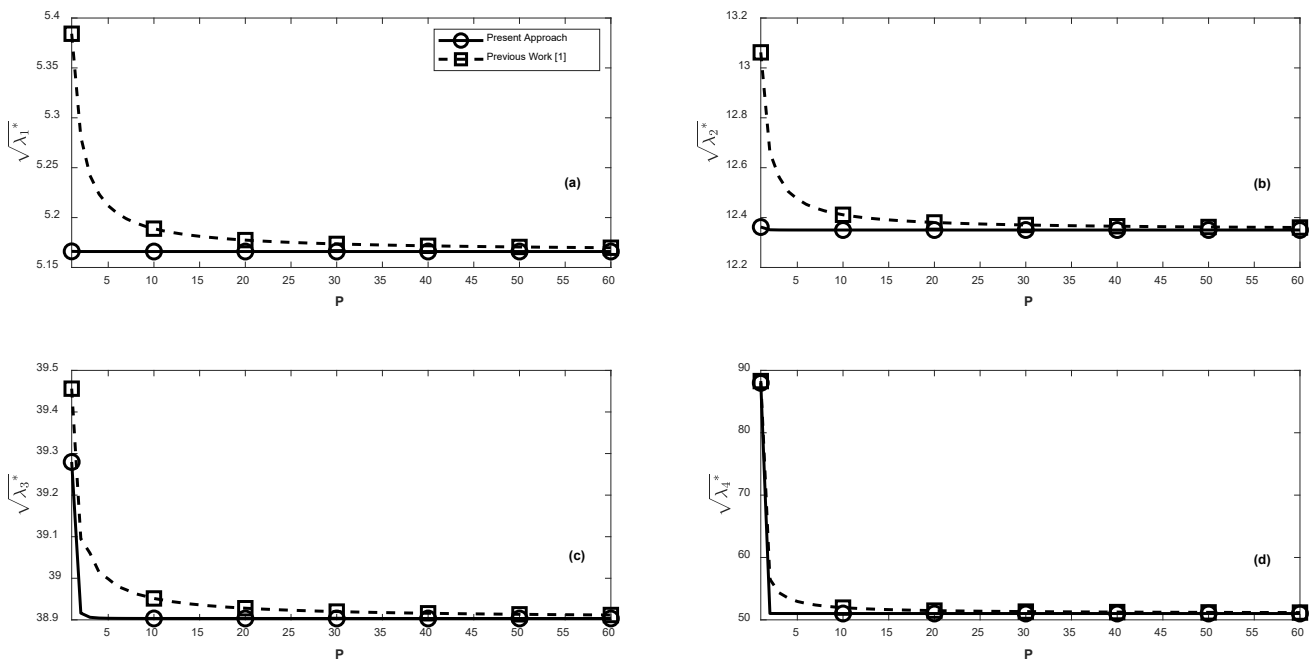 5.4
5.35
5.3
5.25
5.2
5.15
√λ₁*
Present Approach
Previous Work [1]
(a)
5 10 15 20 25 30 35 40 45 50 55 60
P
13.2
13
12.8
12.6
12.4
12.2
√λ₂*
(b)
5 10 15 20 25 30 35 40 45 50 55 60
P
39.5
39.4
39.3
39.2
39.1
39
38.9
√λ₃*
(c)
5 10 15 20 25 30 35 40 45 50 55 60
P
90
80
70
60
50
√λ₄*
(d)
5 10 15 20 25 30 35 40 45 50 55 60
P